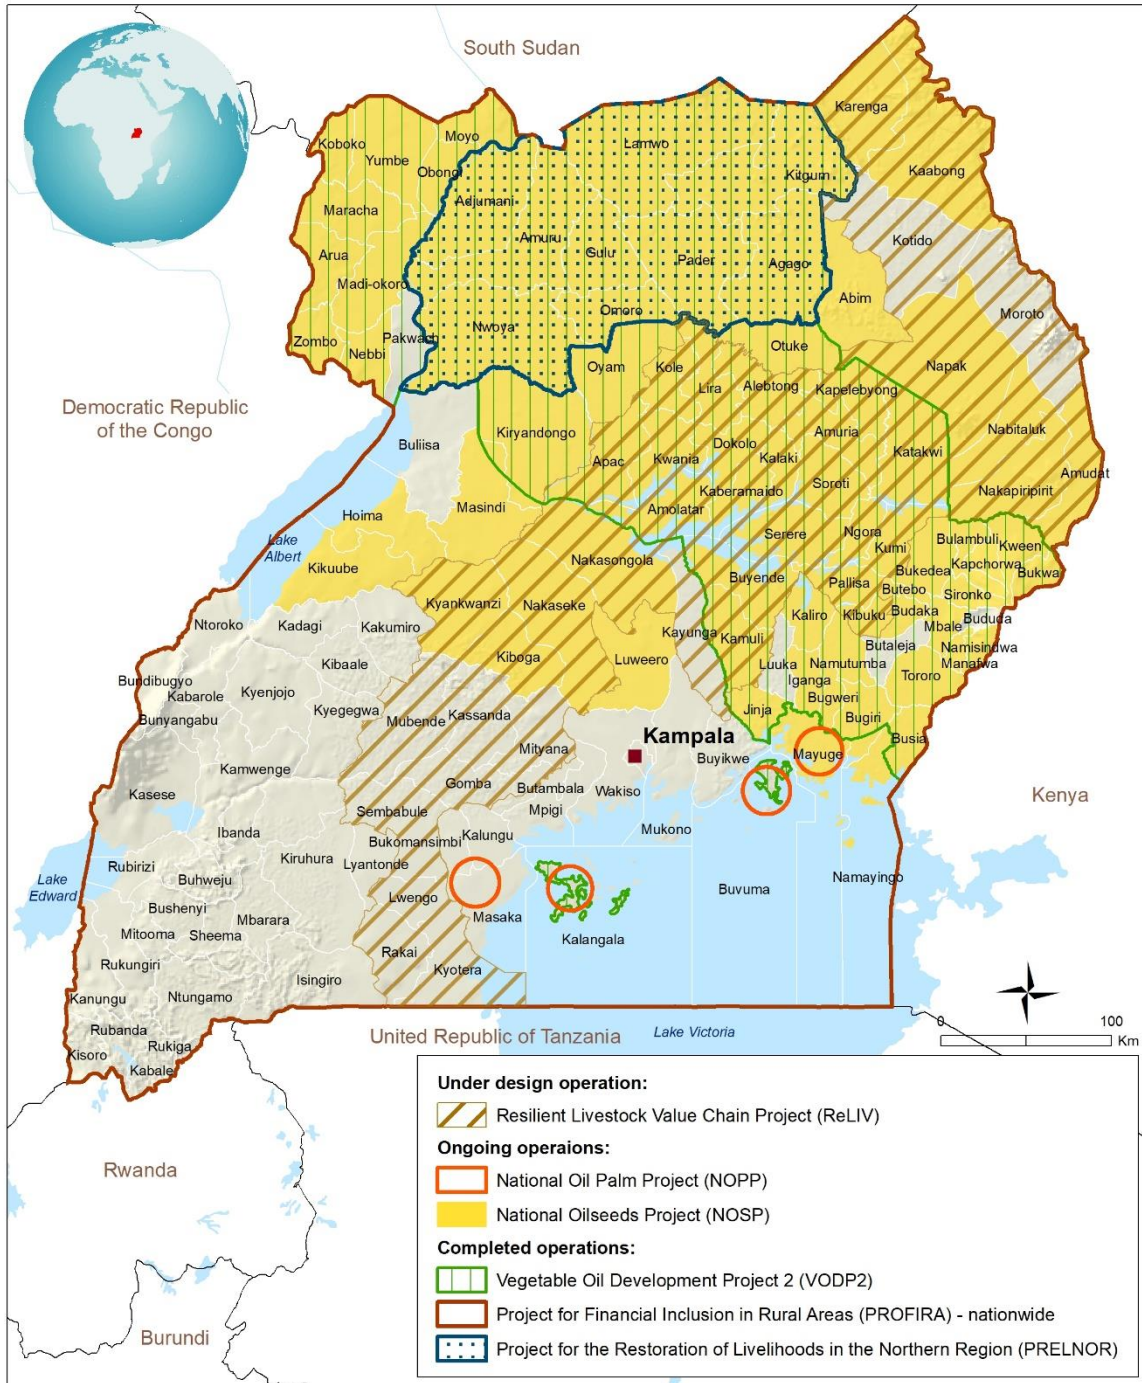 South Sudan
Karenga
Koboko
Moyo
Yumbe
Lamwo
Kaabong
Obongi
Kitgum
Adjumani
Maracha
Amuru
Kotido
Arua
Gulu
Pader
Agago
Madi-okoro
Abim
Moroto
Omoro
Nwoya
Pakwach
Zombo
Nebbi
Otuke
Oyam
Kole
Napak
Lira
Alebtong
Kapelebyong
Democratic Republic
of the Congo
Kiryandongo
Amuria
Nabitaluk
Buliisa
Dokolo
Katakwi
Apac
Kwania
Kalaki
Amudat
Soroti
Kaberamaido
Nakapiripirit
Masindi
Amolatar
Hoima
Serere
Ngora
Lake
Albert
Bulambuli
Kween
Kumi
Nakasongola
Kapchorwa
Kikuube
Buyende
Bukedea
Bukwa
Pallisa
Butebo
Sironko
Kyankwanzi
Nakaseke
Kaliro
Kibuku
Budaka
Bududa
Ntoroko
Kadagi
Kakumiro
Mbale
Kayunga
Kamuli
Butaleja
Namisindwa
Kiboga
Luweero
Luuka
Namutumba
Manafwa
Kibaale
Iganga
Tororo
Bundibugyo
Kabarole
Kyenjojo
Bugweri
Kyegegwa
Jinja
Bunyangabu
Kassanda
Mubende
Bugiri
Kampala
Busia
Mityana
Mayuge
Buyikwe
Kamwenge
Gomba
Butambala
Wakiso
Kasese
Kenya
Sembabule
Mpigi
Mukono
Ibanda
Kalungu
Bukomansimbi
Kiruhura
Lyantonde
Rubirizi
Buhweju
Namayingo
Lake
Edward
Buvuma
Lwengo
Bushenyi
Mbarara
Masaka
Mitooma
Sheema
Kalangala
Rakai
Rukungiri
Kyotera
Isingiro
Kanungu
Ntungamo
Rubanda
0 100
Km
Lake Victoria
United Republic of Tanzania
Rukiga
Kisoro
Kabale
Under design operation:
Resilient Livestock Value Chain Project (ReLIV)
Ongoing operaions:
Rwanda
National Oil Palm Project (NOPP)
National Oilseeds Project (NOSP)
Completed operations:
Vegetable Oil Development Project 2 (VODP2)
Project for Financial Inclusion in Rural Areas (PROFIRA) - nationwide
Burundi
Project for the Restoration of Livelihoods in the Northern Region (PRELNOR)